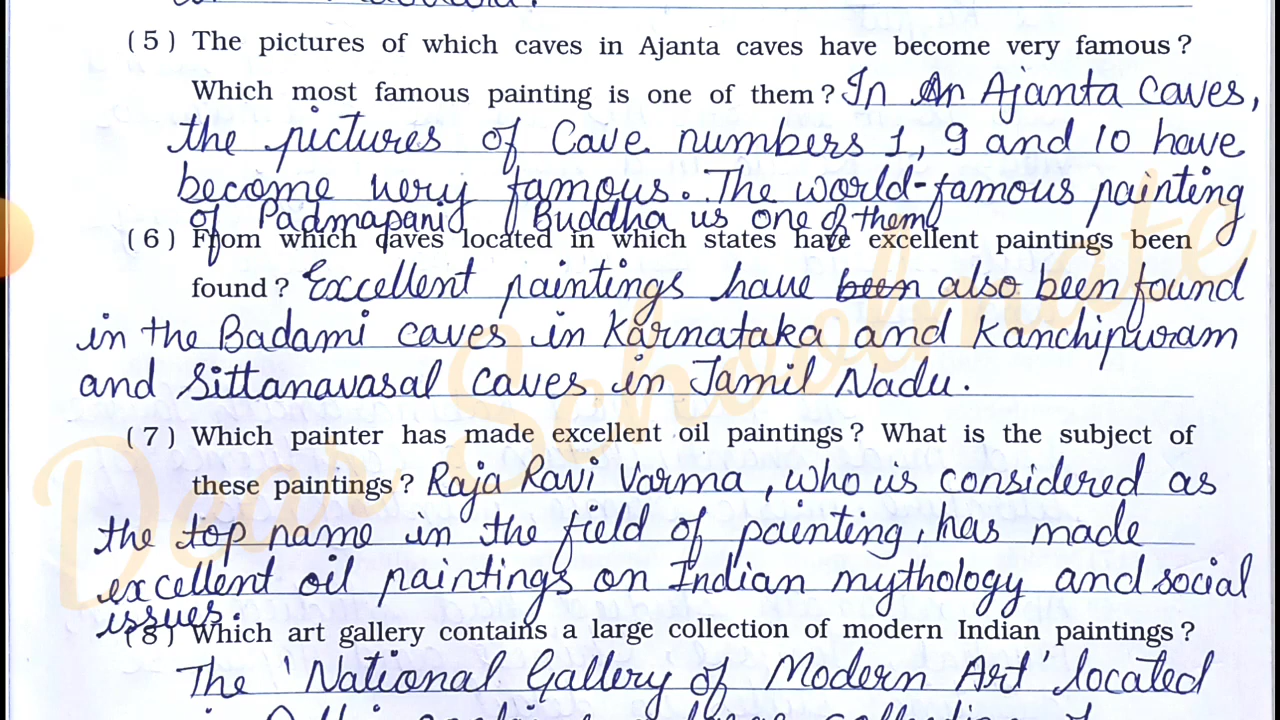 (5) The pictures of which caves in Ajanta caves have become very famous?
Which most famous painting is one of them? In Ajanta caves,
the pictures of Cave numbers 1, 9 and 10 have
become very famous. The world-famous painting
of Padmapani Buddha us one of them
(6) From which caves located in which states have excellent paintings been
found? Excellent paintings have been also been found
in the Badami caves in Karnataka and Kanchipuram
and Sittanavasal caves in Tamil Nadu.
(7) Which painter has made excellent oil paintings? What is the subject of
these paintings? Raja Ravi Varma, who is considered as
the top name in the field of painting, has made
excellent oil paintings on Indian mythology and social
issues.
(8) Which art gallery contains a large collection of modern Indian paintings?
The 'National Gallery of Modern Art' located
Dear Schoolmate